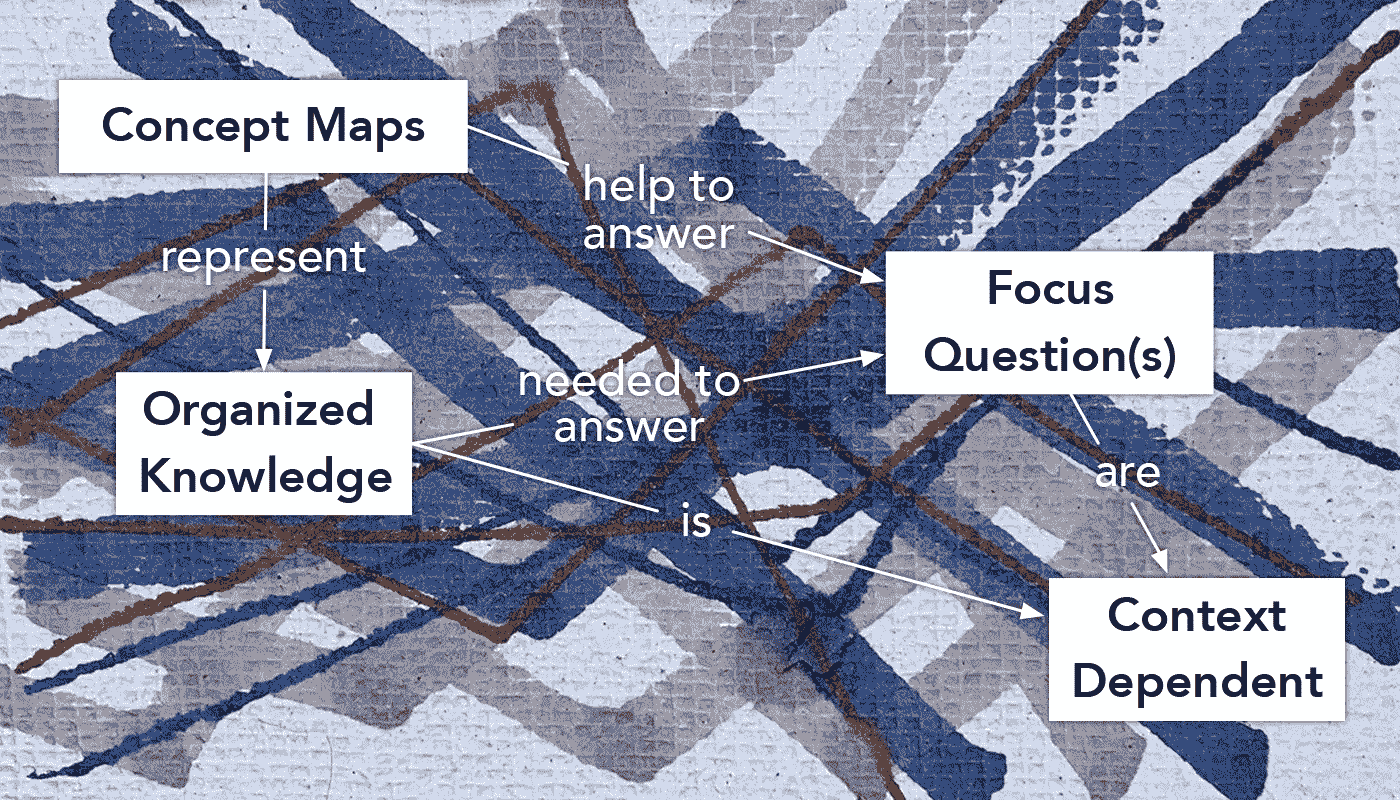 Concept Maps
help to
answer
represent
Focus
Question(s)
needed to
answer
Organized
Knowledge
are
is
Context
Dependent